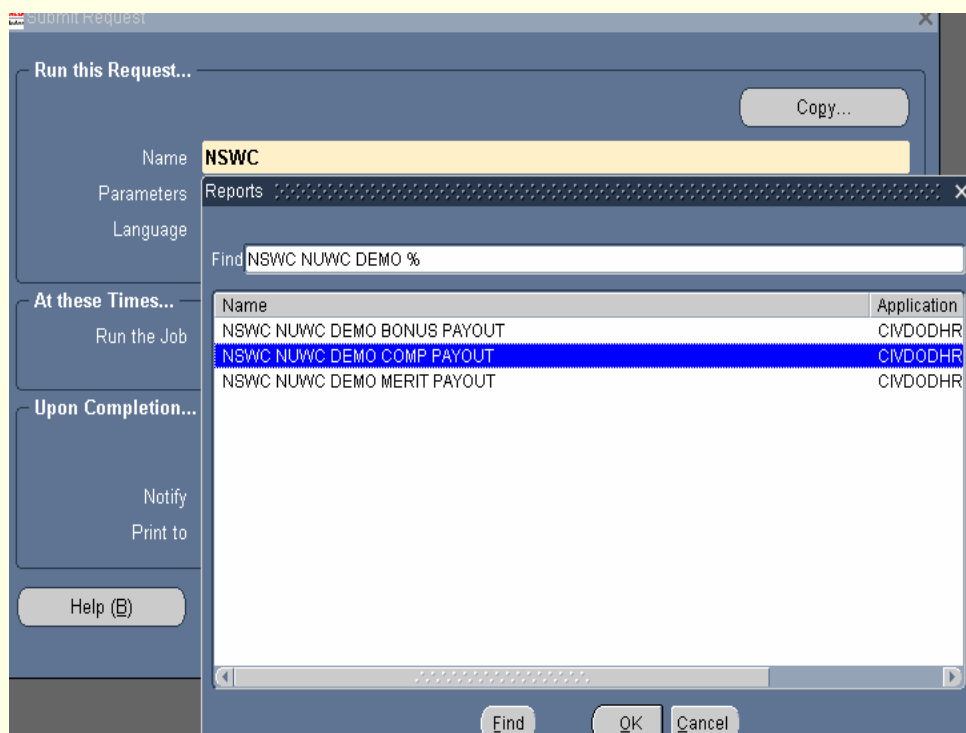 Submit Request
Run this Request...
Copy...
Name NSWC
Parameters
Language
Reports
Find NSWC NUWC DEMO %
Name Application
NSWC NUWC DEMO BONUS PAYOUT CIVDODHR
NSWC NUWC DEMO COMP PAYOUT CIVDODHR
NSWC NUWC DEMO MERIT PAYOUT CIVDODHR
At these Times...
Run the Job
Upon Completion...
Notify
Print to
Help (B)
Find OK Cancel